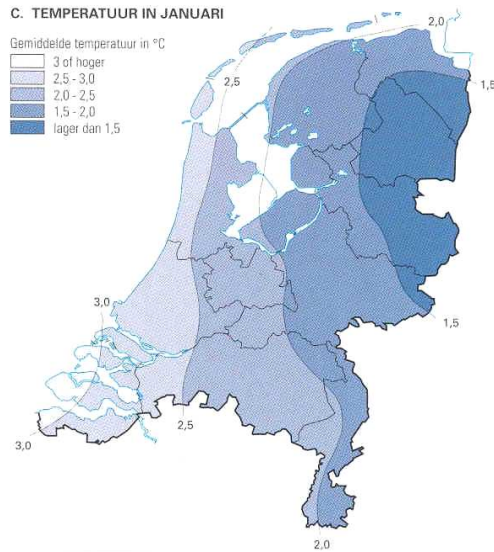 C. TEMPERATUUR IN JANUARI
Gemiddelde temperatuur in °C
3 of hoger
2,5 - 3,0
2,0 - 2,5
1,5 - 2,0
lager dan 1,5
2,0
2,5
1,5
3,0
1,5
2,5
3,0
2,0